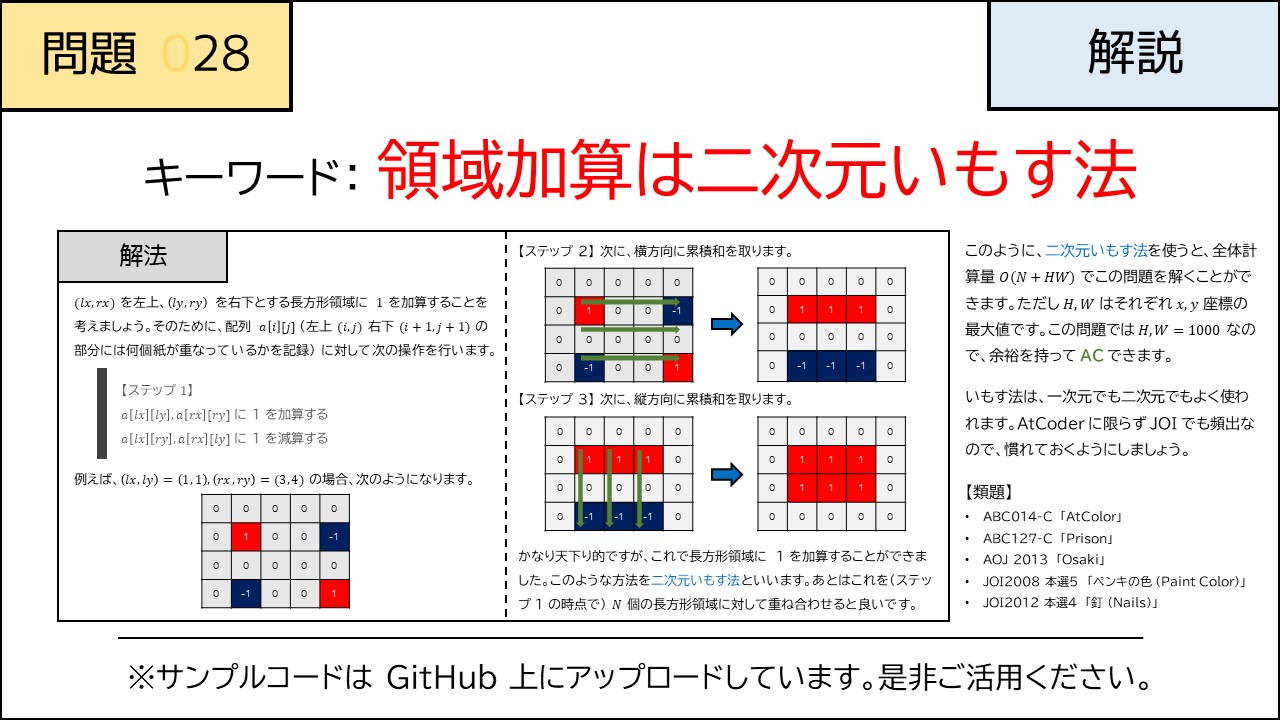 問題 028
解説
キーワード: 領域加算は二次元いもす法
解法
(lx, rx) を左上、(ly, ry) を右下とする長方形領域に 1 を加算することを
考えましょう。そのために、配列 a[i][j] (左上 (i, j) 右下 (i + 1, j + 1) の
部分には何個紙が重なっているかを記録) に対して次の操作を行います。
【ステップ 1】
a[lx][ly], a[rx][ry] に 1 を加算する
a[lx][ry], a[rx][ly] に 1 を減算する
例えば、(lx, ly) = (1, 1), (rx, ry) = (3, 4) の場合、次のようになります。
0 0 0 0 0
0 1 0 0 -1
0 0 0 0 0
0 -1 0 0 1
【ステップ 2】 次に、横方向に累積和を取ります。
0 0 0 0 0
0 1 0 0 -1
0 0 0 0 0
0 -1 0 0 1
0 0 0 0 0
0 1 1 1 0
0 0 0 0 0
0 -1 -1 -1 0
【ステップ 3】 次に、縦方向に累積和を取ります。
0 0 0 0 0
0 1 1 1 0
0 0 0 0 0
0 -1 -1 -1 0
0 0 0 0 0
0 1 1 1 0
0 1 1 1 0
0 0 0 0 0
かなり天下り的ですが、これで長方形領域に 1 を加算することができま
した。このような方法を二次元いもす法といいます。あとはこれを(ステッ
プ 1 の時点で) N 個の長方形領域に対して重ね合わせると良いです。
このように、二次元いもす法を使うと、全体計
算量 O(N + HW) でこの問題を解くことがで
きます。ただし H, W はそれぞれ x, y 座標の
最大値です。この問題では H, W = 1000 なの
で、余裕を持って AC できます。
いもす法は、一次元でも二次元でもよく使わ
れます。AtCoder に限らず JOI でも頻出な
ので、慣れておくようにしましょう。
【類題】
• ABC014-C 「AtColor」
• ABC127-C 「Prison」
• AOJ 2013 「Osaki」
• JOI2008 本選5 「ペンキの色 (Paint Color)」
• JOI2012 本選4 「釘 (Nails)」
※サンプルコードは GitHub 上にアップロードしています。是非ご活用ください。